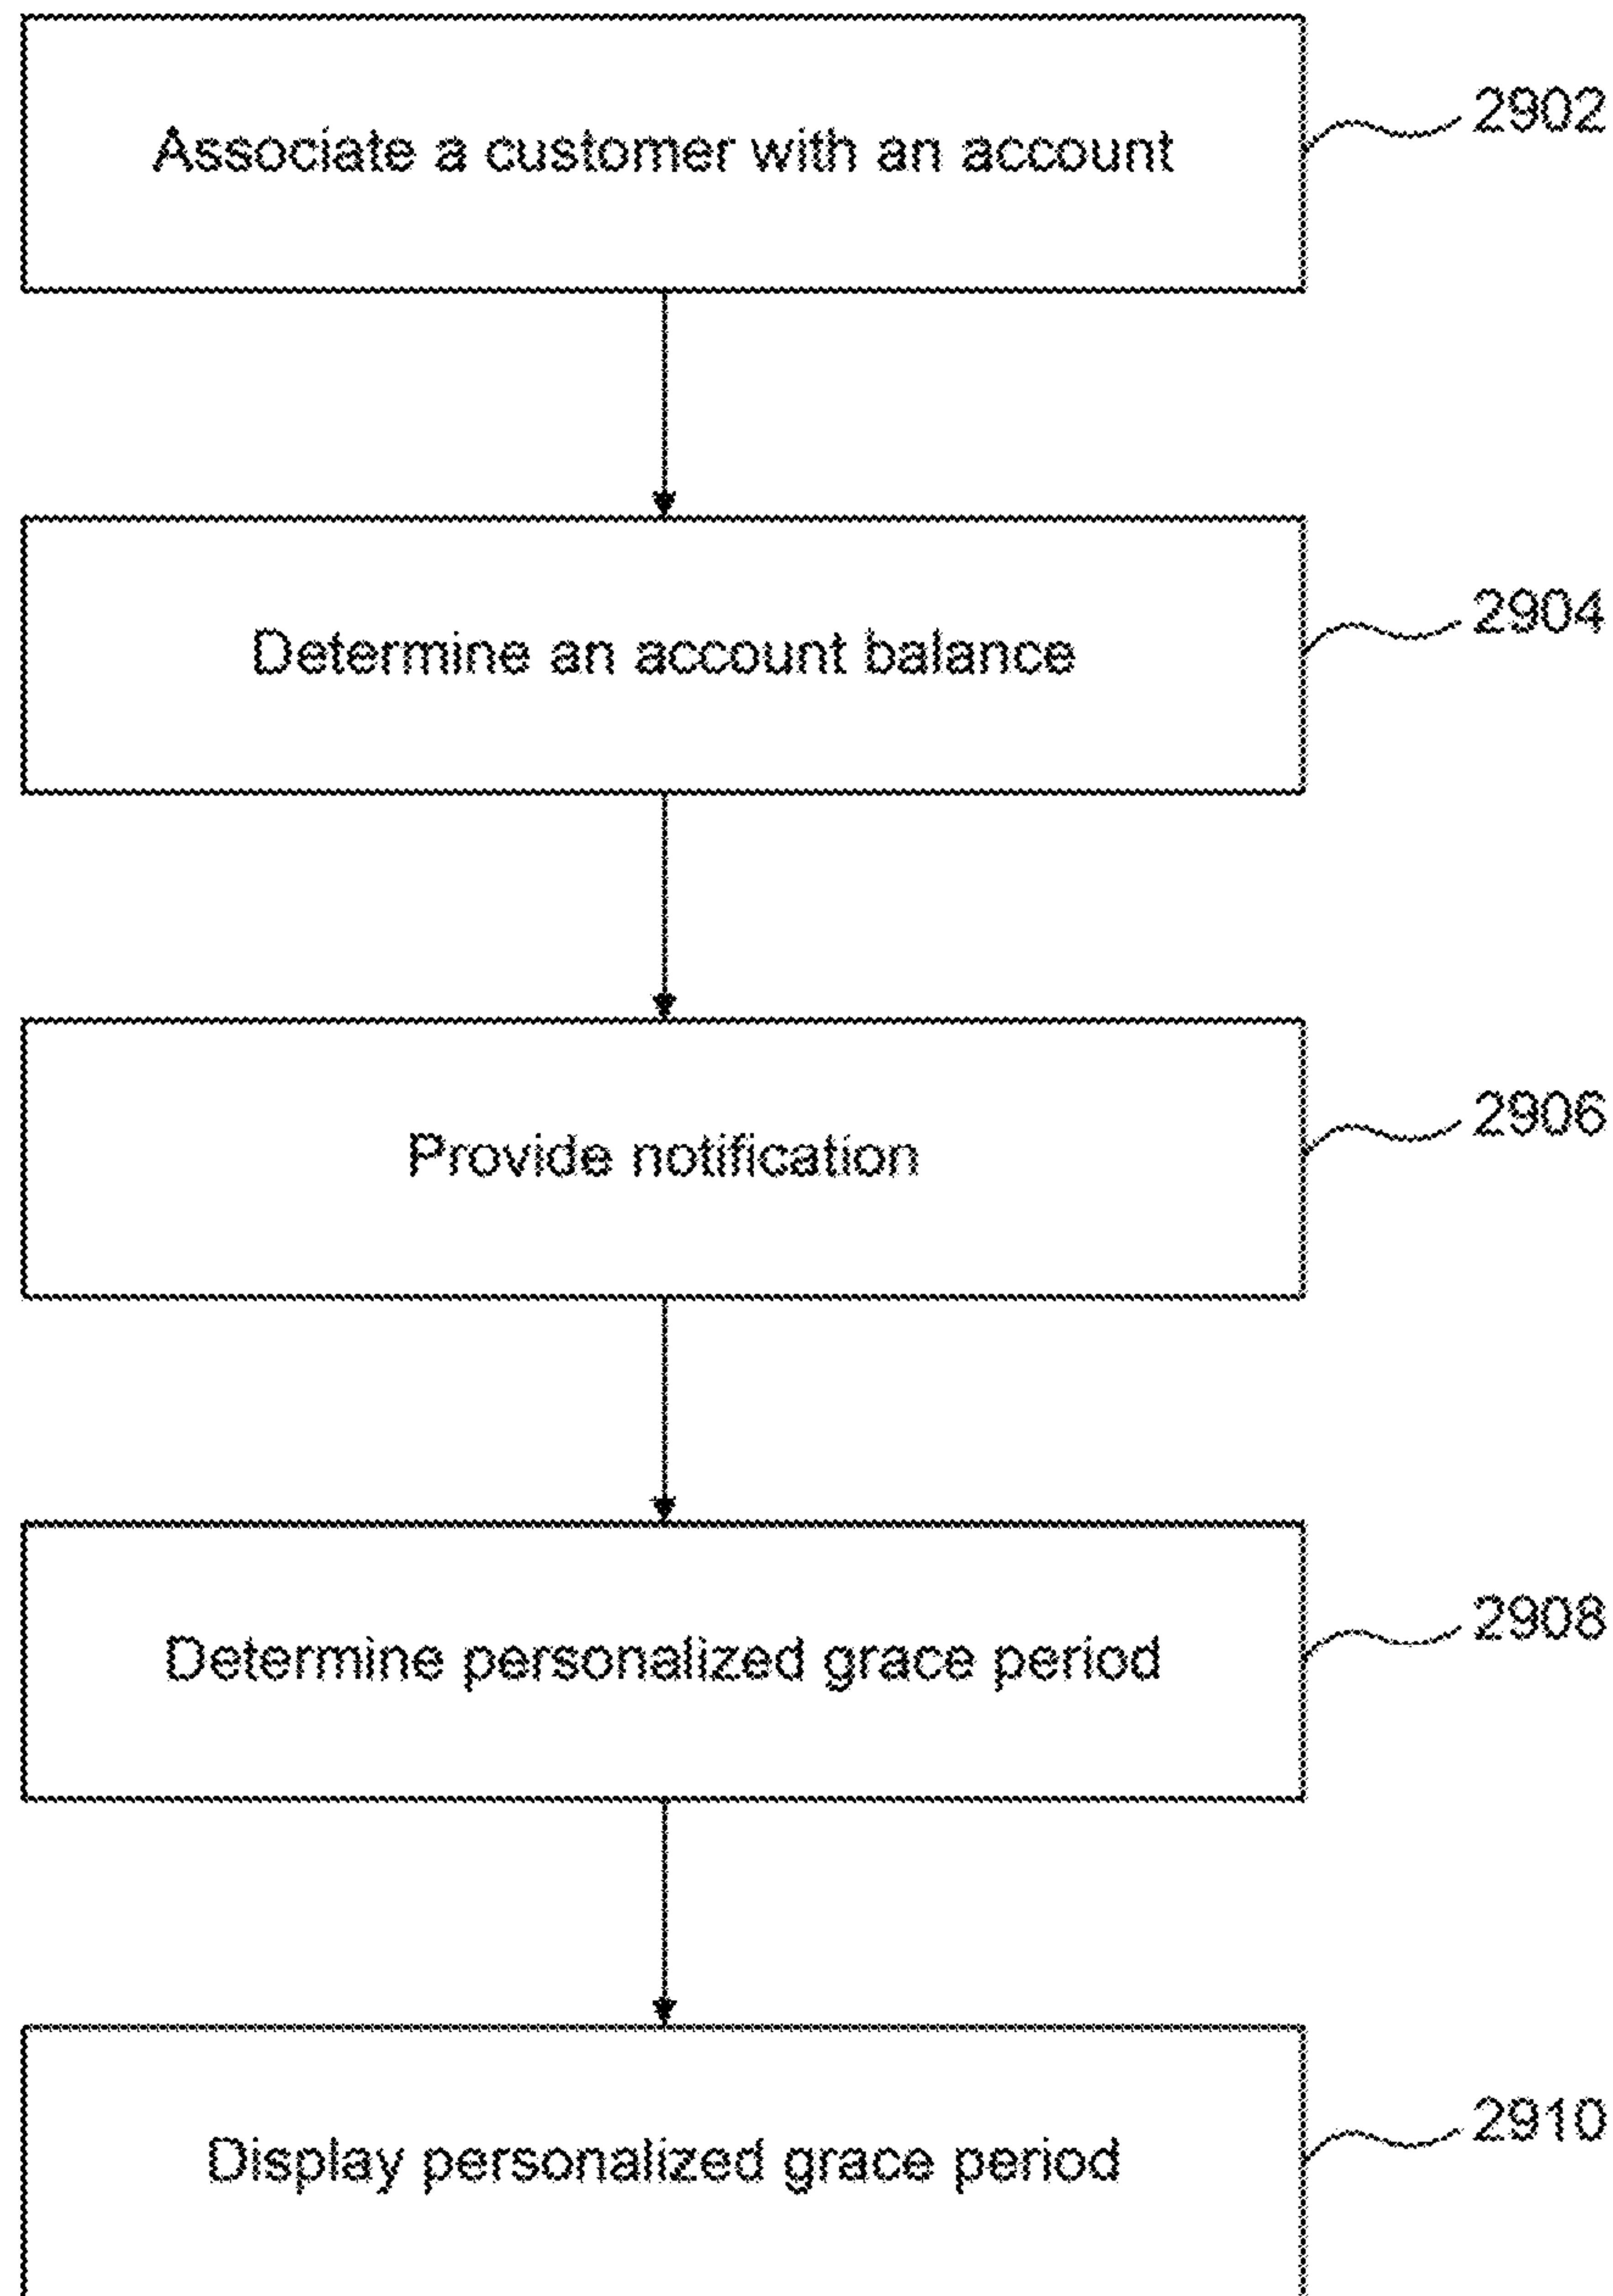 Associate a customer with an account
2902
Determine an account balance
2904
Provide notification
2906
Determine personalized grace period
2908
Display personalized grace period
2910